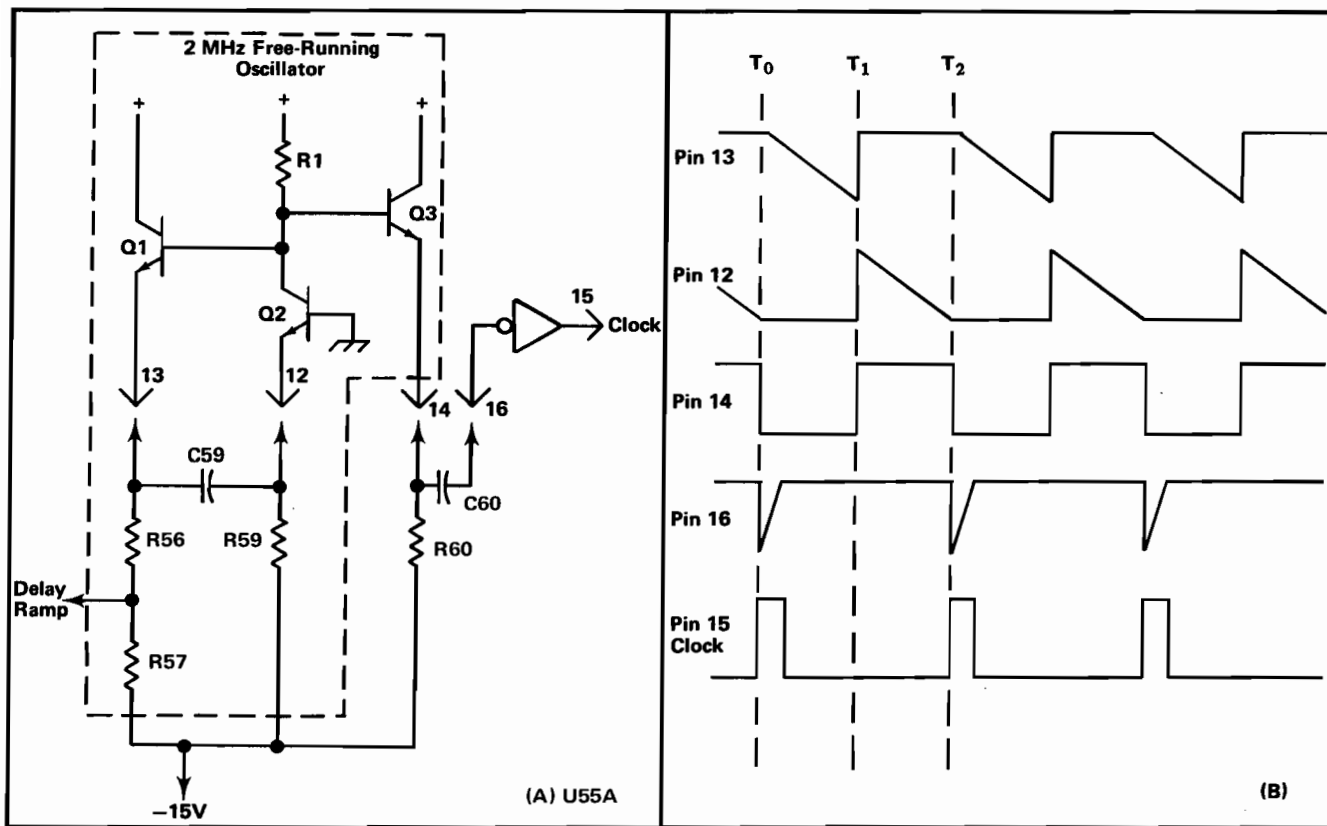 2 MHz Free-Running
Oscillator
+
+
+
R1
Q3
Q1
Q2
15
Clock
13
12
14
16
C59
C60
R56
R59
R60
Delay
Ramp
R57
−15V
(A) U55A
T0
T1
T2
Pin 13
Pin 12
Pin 14
Pin 16
Pin 15
Clock
(B)